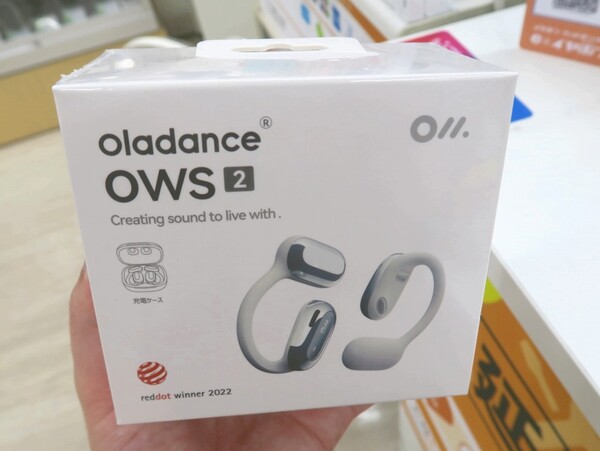 oladance®
OWS 2
Creating sound to live with.
充電ケース
reddot winner 2022